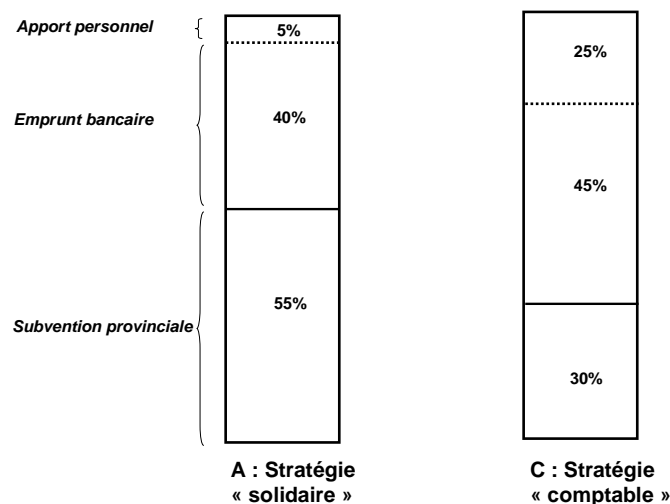 Apport personnel
5%
25%
Emprunt bancaire
40%
45%
55%
Subvention provinciale
30%
A : Stratégie
« solidaire »
C : Stratégie
« comptable »